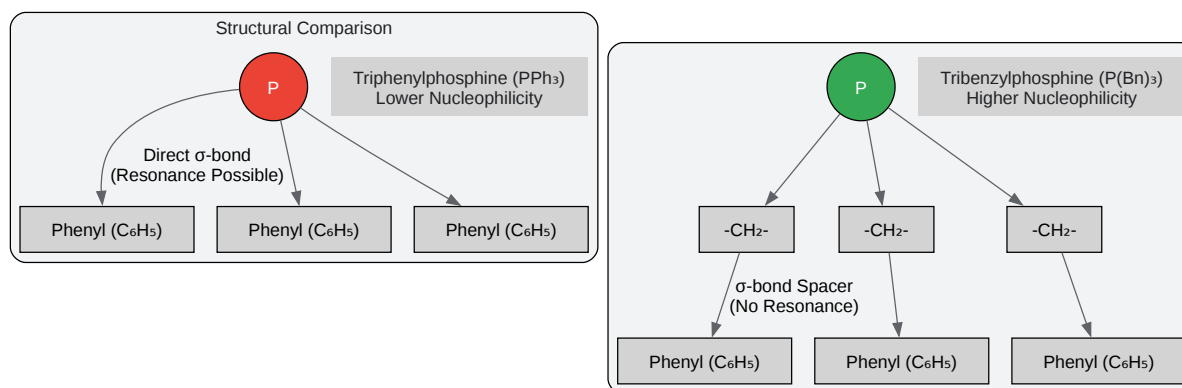 Structural Comparison
P
Triphenylphosphine (PPh₃)
Lower Nucleophilicity
Direct σ-bond
(Resonance Possible)
Phenyl (C₆H₅)
Phenyl (C₆H₅)
Phenyl (C₆H₅)
P
Tribenzylphosphine (P(Bn)₃)
Higher Nucleophilicity
-CH₂-
-CH₂-
-CH₂-
σ-bond Spacer
(No Resonance)
Phenyl (C₆H₅)
Phenyl (C₆H₅)
Phenyl (C₆H₅)